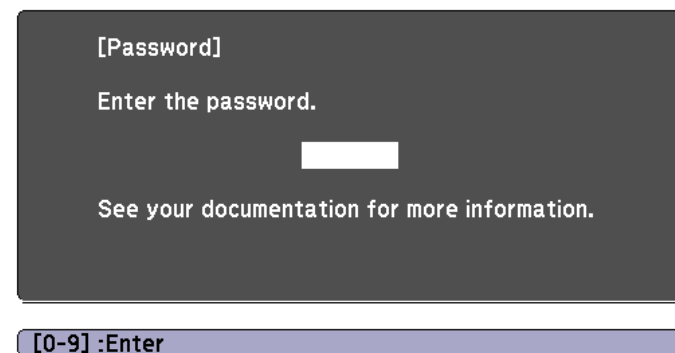 [Password]
Enter the password.
See your documentation for more information.
[0-9] :Enter